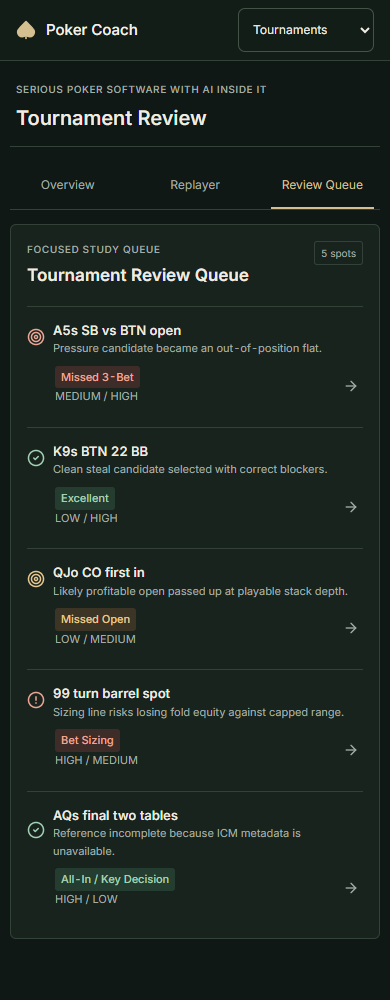 Poker Coach
Tournaments
SERIOUS POKER SOFTWARE WITH AI INSIDE IT
Tournament Review
Overview
Replayer
Review Queue
FOCUSED STUDY QUEUE
5 spots
Tournament Review Queue
A5s SB vs BTN open
Pressure candidate became an out-of-position flat.
Missed 3-Bet
MEDIUM / HIGH
K9s BTN 22 BB
Clean steal candidate selected with correct blockers.
Excellent
LOW / HIGH
QJo CO first in
Likely profitable open passed up at playable stack depth.
Missed Open
LOW / MEDIUM
99 turn barrel spot
Sizing line risks losing fold equity against capped range.
Bet Sizing
HIGH / MEDIUM
AQs final two tables
Reference incomplete because ICM metadata is
unavailable.
All-In / Key Decision
HIGH / LOW